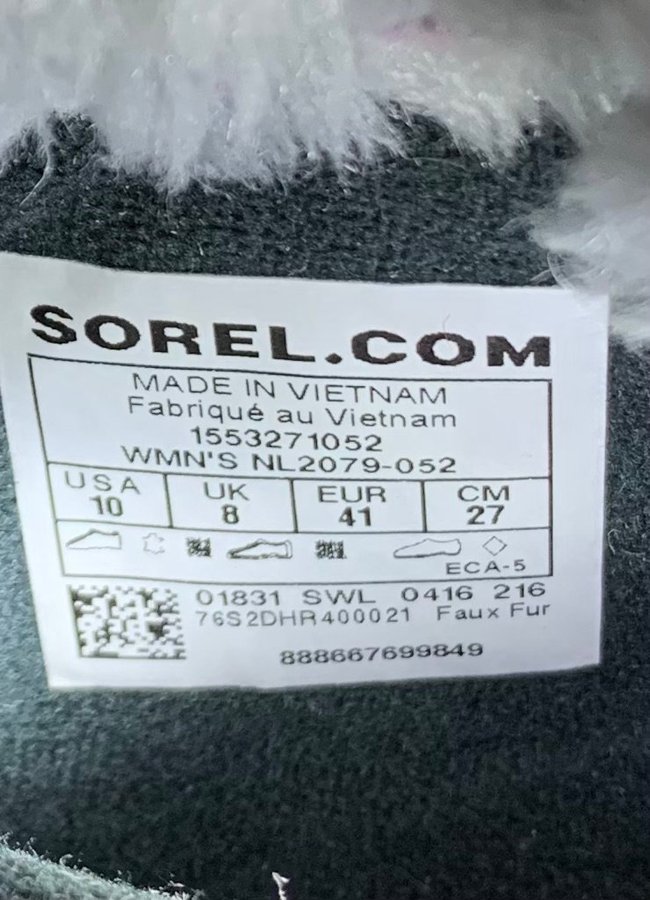 SOREL.COM
MADE IN VIETNAM
Fabriqué au Vietnam
1553271052
WMN'S NL2079-052
USA UK EUR CM
10 8 41 27
ECA-5
01831 SWL 0416 216
76S2DHR400021 Faux Fur
888667699849